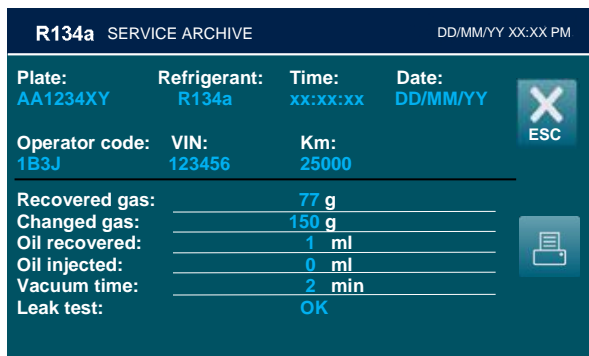 R134a SERVICE ARCHIVE DD/MM/YY XX:XX PM
Plate: Refrigerant: Time: Date:
AA1234XY R134a xx:xx:xx DD/MM/YY
ESC
Operator code: VIN: Km:
1B3J 123456 25000
Recovered gas: 77 g
Changed gas: 150 g
Oil recovered: 1 ml
Oil injected: 0 ml
Vacuum time: 2 min
Leak test: OK